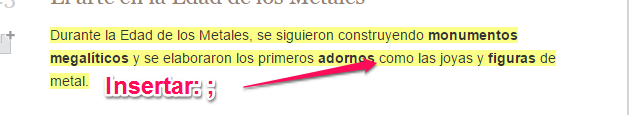 El arte en la Edad de los Metales
Durante la Edad de los Metales, se siguieron construyendo monumentos
megalíticos y se elaboraron los primeros adornos como las joyas y figuras de
metal.
Insertar: ;